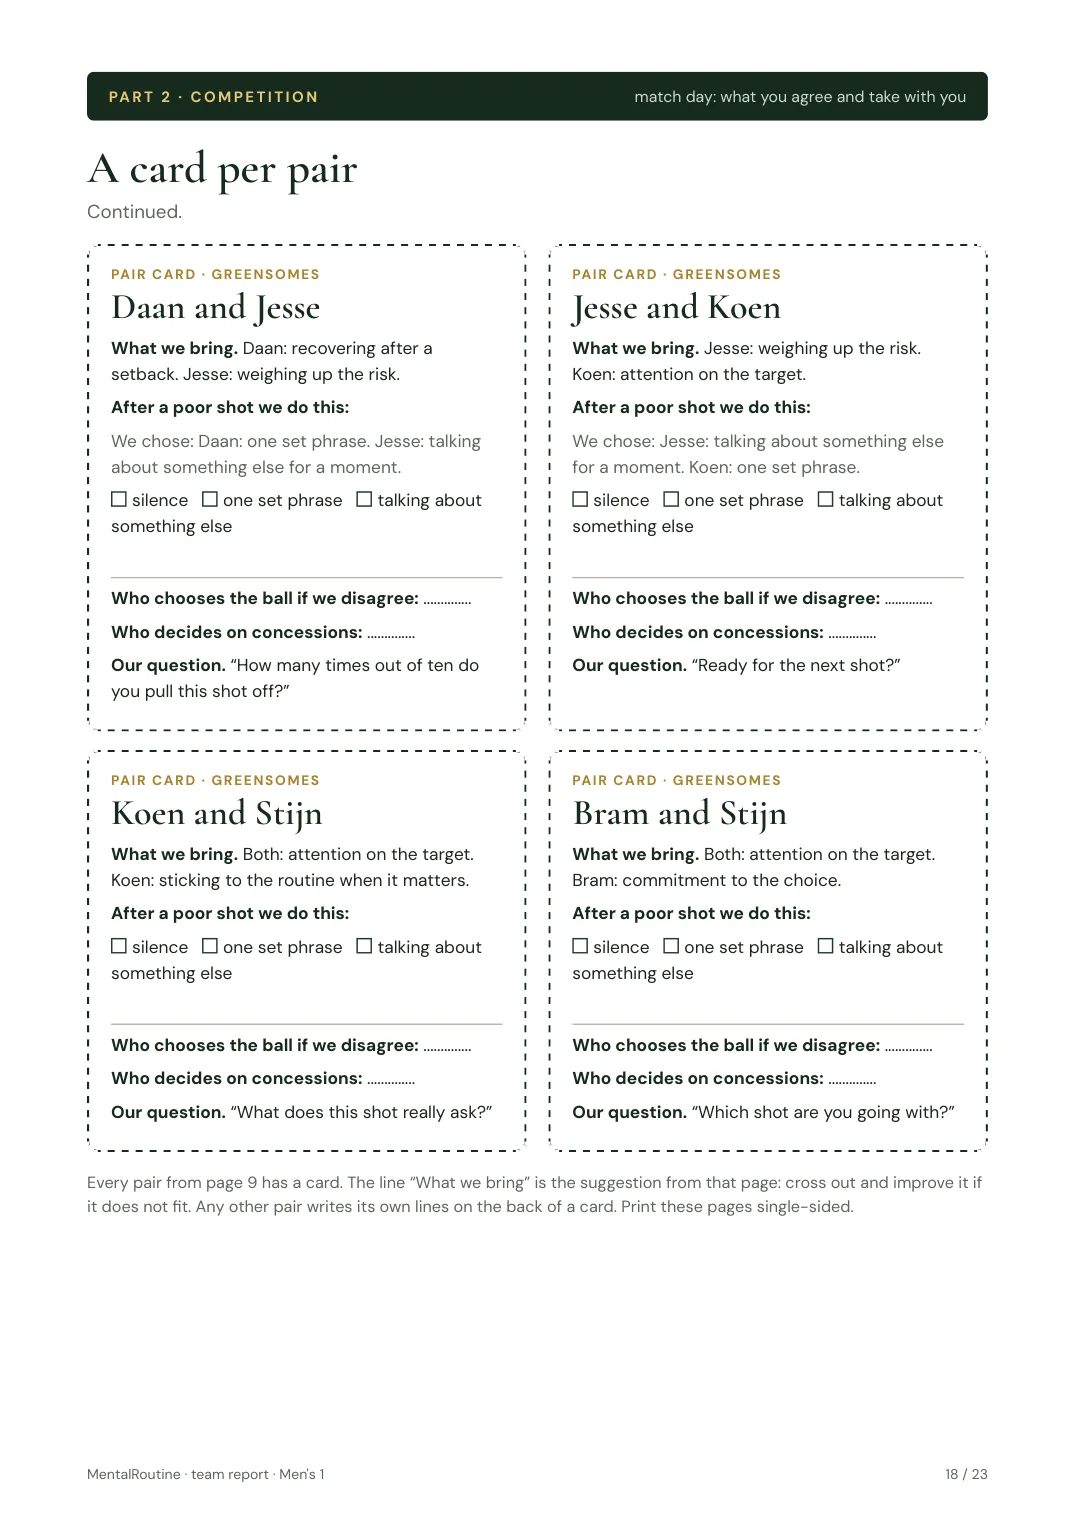 PART 2 · COMPETITION
match day: what you agree and take with you
A card per pair
Continued.
PAIR CARD · GREENSOMES
Daan and Jesse
What we bring. Daan: recovering after a
setback. Jesse: weighing up the risk.
After a poor shot we do this:
We chose: Daan: one set phrase. Jesse: talking
about something else for a moment.
☐ silence ☐ one set phrase ☐ talking about
something else
Who chooses the ball if we disagree: ..............
Who decides on concessions: ..............
Our question. “How many times out of ten do
you pull this shot off?”
PAIR CARD · GREENSOMES
Jesse and Koen
What we bring. Jesse: weighing up the risk.
Koen: attention on the target.
After a poor shot we do this:
We chose: Jesse: talking about something else
for a moment. Koen: one set phrase.
☐ silence ☐ one set phrase ☐ talking about
something else
Who chooses the ball if we disagree: ..............
Who decides on concessions: ..............
Our question. “Ready for the next shot?”
PAIR CARD · GREENSOMES
Koen and Stijn
What we bring. Both: attention on the target.
Koen: sticking to the routine when it matters.
After a poor shot we do this:
☐ silence ☐ one set phrase ☐ talking about
something else
Who chooses the ball if we disagree: ..............
Who decides on concessions: ..............
Our question. “What does this shot really ask?”
PAIR CARD · GREENSOMES
Bram and Stijn
What we bring. Both: attention on the target.
Bram: commitment to the choice.
After a poor shot we do this:
☐ silence ☐ one set phrase ☐ talking about
something else
Who chooses the ball if we disagree: ..............
Who decides on concessions: ..............
Our question. “Which shot are you going with?”
Every pair from page 9 has a card. The line “What we bring” is the suggestion from that page: cross out and improve it if
it does not fit. Any other pair writes its own lines on the back of a card. Print these pages single-sided.
MentalRoutine · team report · Men's 1
18 / 23